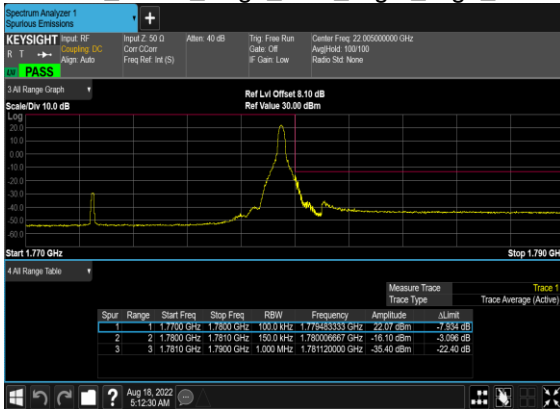 Spectrum Analyzer 1
Spurious Emissions
+
KEYSIGHT
R T
LXI PASS
Input: RF
Coupling: DC
Align: Auto
Input Z: 50 Ω
Corr CCorr
Freq Ref: Int (S)
Atten: 40 dB
Trig: Free Run
Gate: Off
IF Gain: Low
Center Freq: 22.005000000 GHz
Avg|Hold: 100/100
Radio Std: None
3 All Range Graph
Scale/Div 10.0 dB
Ref Lvl Offset 8.10 dB
Ref Value 30.00 dBm
Log
20.0
10.0
0.00
-10.0
-20.0
-30.0
-40.0
-50.0
-60.0
Start 1.770 GHz
Stop 1.790 GH
4 All Range Table
Measure Trace Trace 1
Trace Type Trace Average (Active)
Spur Range Start Freq Stop Freq RBW Frequency Amplitude ΔLimit
1 1 1.7700 GHz 1.7800 GHz 100.0 kHz 1.779483333 GHz 22.07 dBm -7.934 dB
2 2 1.7800 GHz 1.7810 GHz 150.0 kHz 1.780006667 GHz -16.10 dBm -3.096 dB
3 3 1.7810 GHz 1.7900 GHz 1.000 MHz 1.781120000 GHz -35.40 dBm -22.40 dB
?
Aug 18, 2022
5:12:30 AM